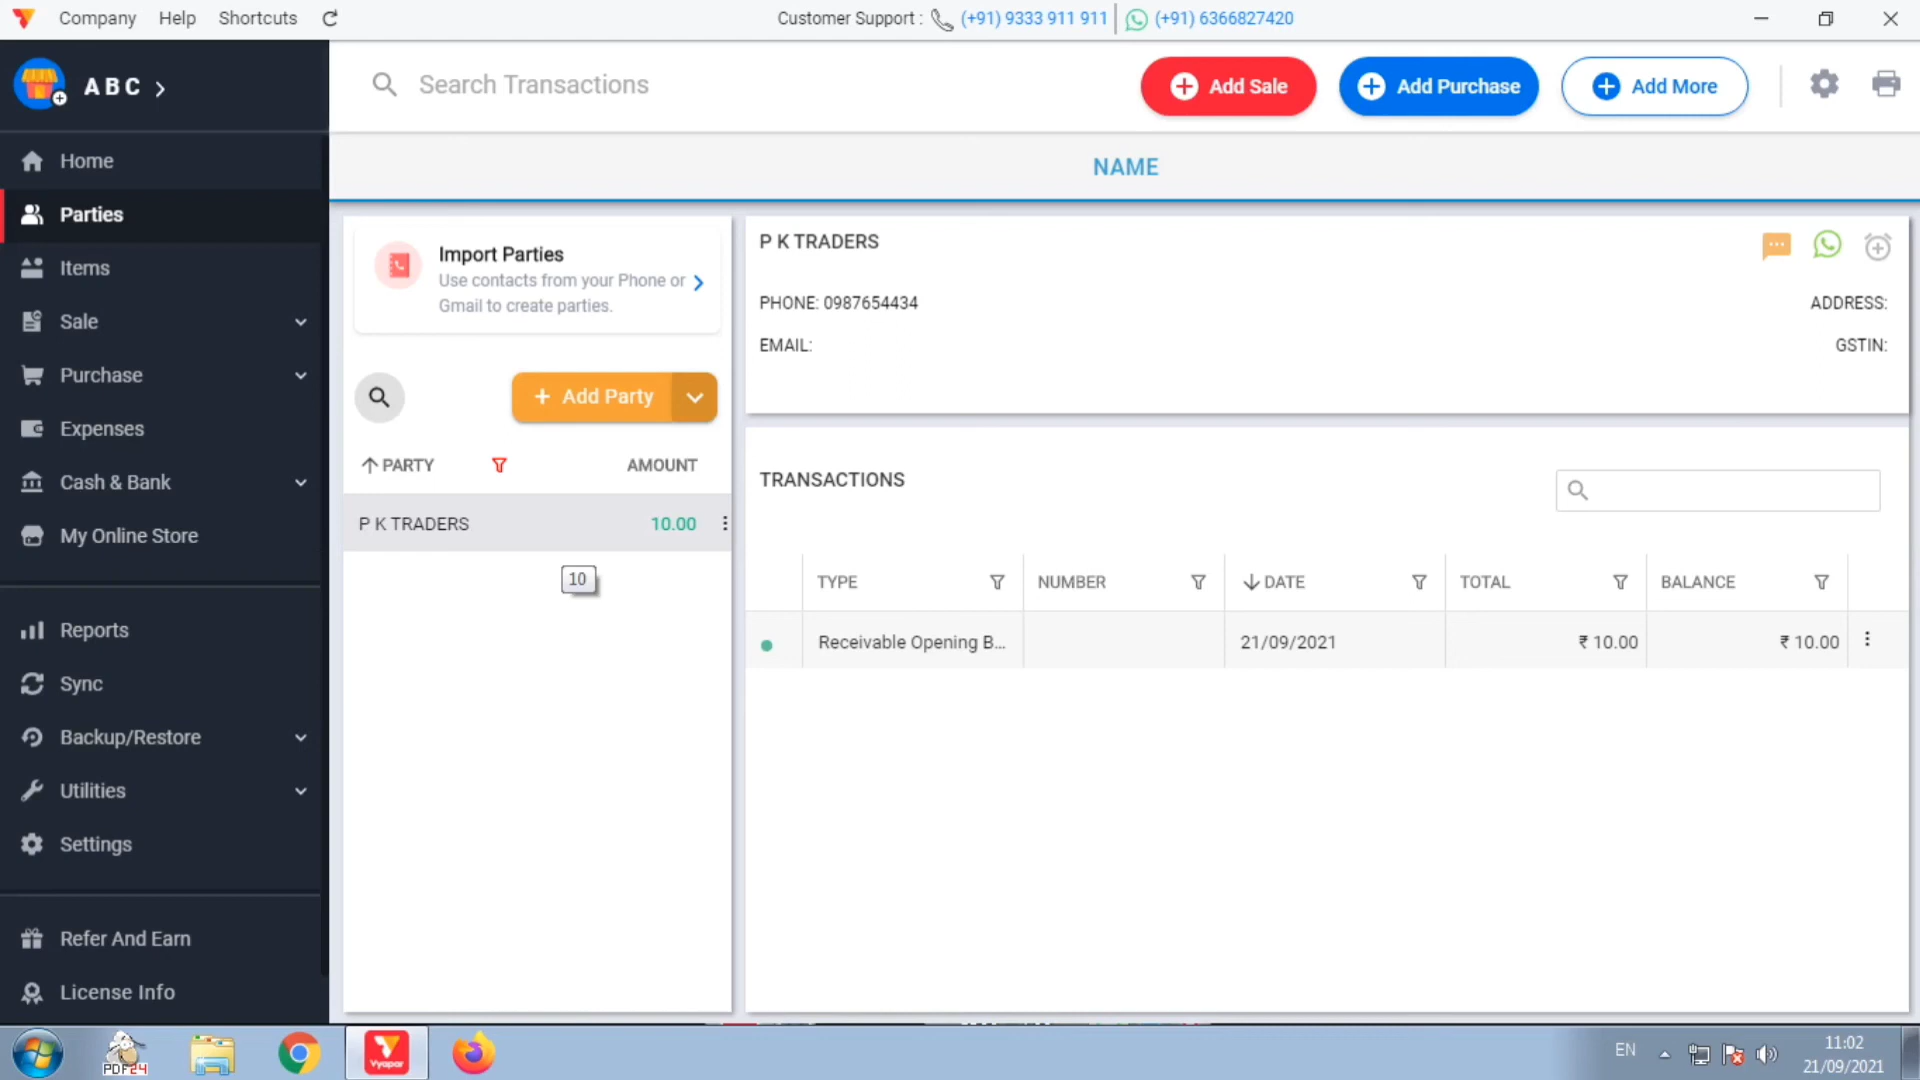 Company Help Shortcuts
Customer Support : (+91) 9333 911 911 (+91) 6366827420
A B C
Search Transactions
Add Sale
Add Purchase
Add More
Home
Parties
Items
Sale
Purchase
Expenses
Cash & Bank
My Online Store
Reports
Sync
Backup/Restore
Utilities
Settings
Refer And Earn
License Info
NAME
Import Parties
Use contacts from your Phone or
Gmail to create parties.
Add Party
PARTY AMOUNT
P K TRADERS 10.00
10
P K TRADERS
PHONE: 0987654434 ADDRESS:
EMAIL: GSTIN:
TRANSACTIONS
TYPE NUMBER DATE TOTAL BALANCE
Receivable Opening B... 21/09/2021 ₹ 10.00 ₹ 10.00
PDF24
Vyapar
EN
11:02
21/09/2021